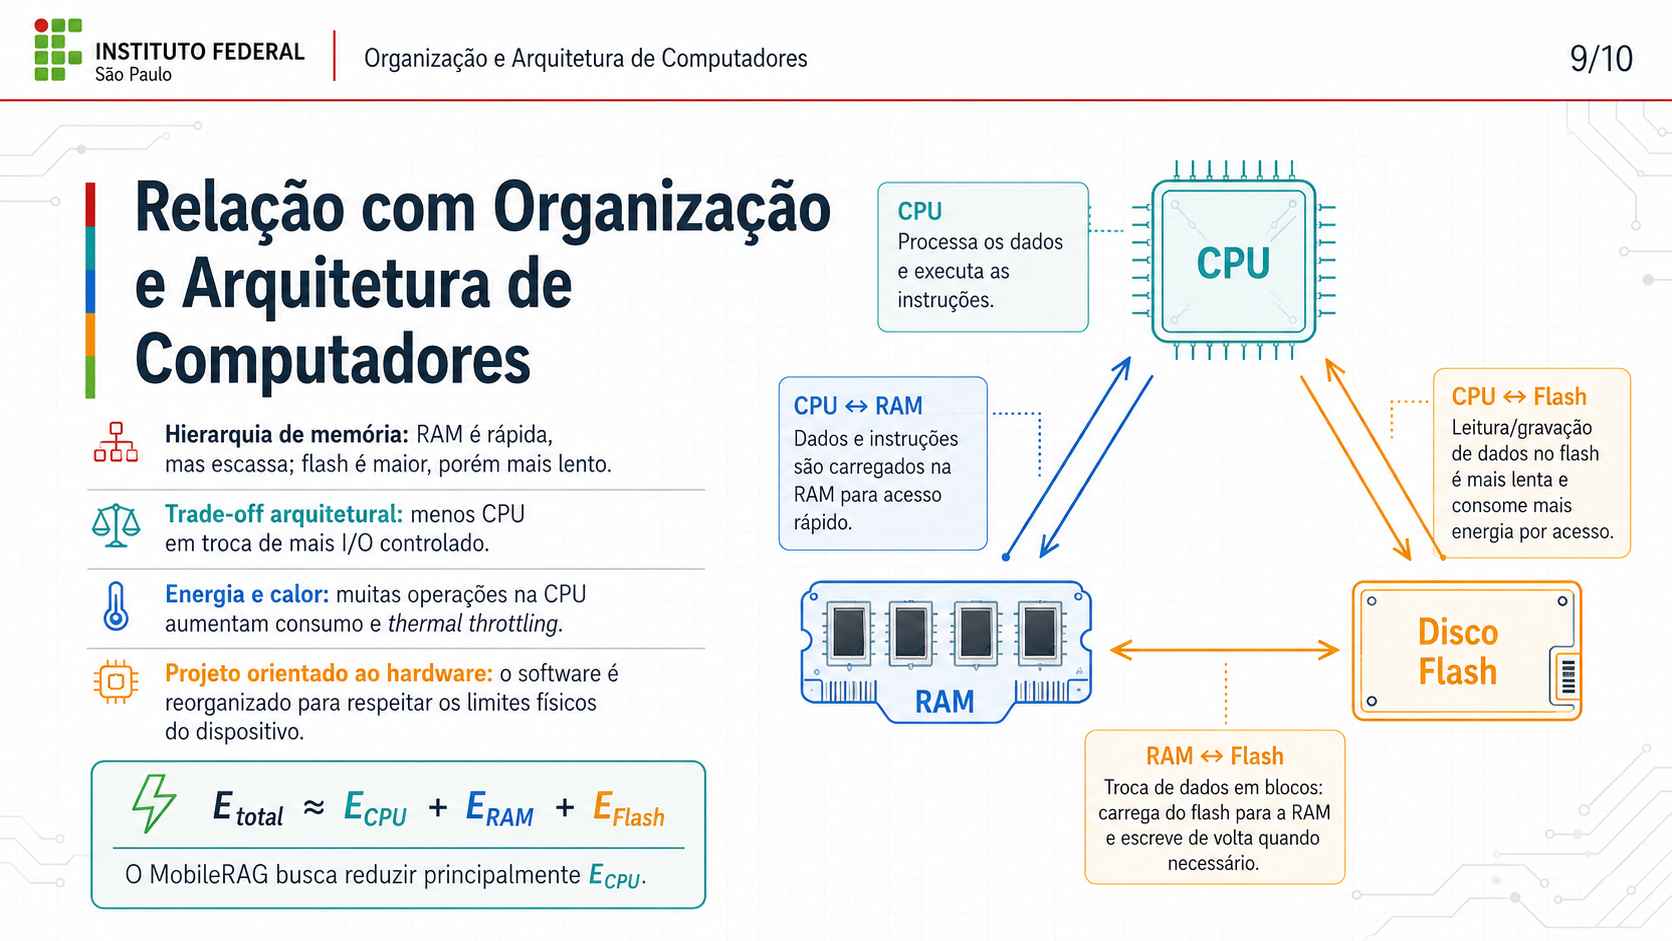 INSTITUTO FEDERAL
São Paulo
Organização e Arquitetura de Computadores
9/10
Relação com Organização
e Arquitetura de
Computadores
Hierarquia de memória: RAM é rápida,
mas escassa; flash é maior, porém mais lento.
Trade-off arquitetural: menos CPU
em troca de mais I/O controlado.
Energia e calor: muitas operações na CPU
aumentam consumo e thermal throttling.
Projeto orientado ao hardware: o software é
reorganizado para respeitar os limites físicos
do dispositivo.
E total ≈ E CPU + E RAM + E Flash
O MobileRAG busca reduzir principalmente E CPU.
CPU
Processa os dados
e executa as
instruções.
CPU
CPU ↔ RAM
Dados e instruções
são carregados na
RAM para acesso
rápido.
CPU ↔ Flash
Leitura/gravação
de dados no flash
é mais lenta e
consome mais
energia por acesso.
RAM
Disco
Flash
RAM ↔ Flash
Troca de dados em blocos:
carrega do flash para a RAM
e escreve de volta quando
necessário.